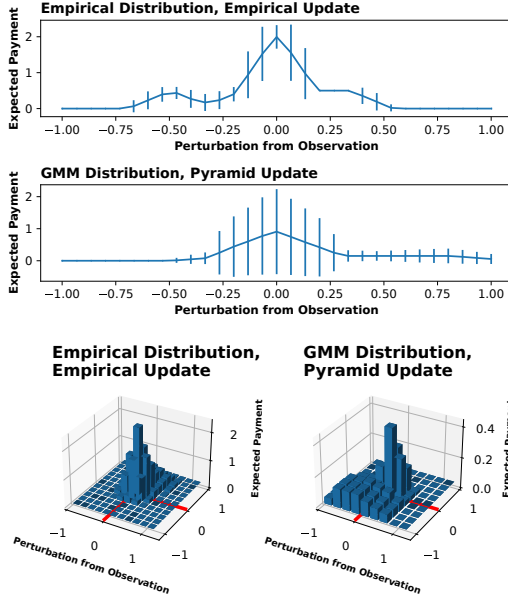 Empirical Distribution, Empirical Update
Expected Payment
2
1
0
−1.00 −0.75 −0.50 −0.25 0.00 0.25 0.50 0.75 1.00
Perturbation from Observation
GMM Distribution, Pyramid Update
Expected Payment
2
1
0
−1.00 −0.75 −0.50 −0.25 0.00 0.25 0.50 0.75 1.00
Perturbation from Observation
Empirical Distribution,
Empirical Update
2
1
0
Expected Payment
−1
0
1
−1
0
1
Perturbation from Observation
GMM Distribution,
Pyramid Update
0.4
0.2
0.0
−1
0
1
−1
0
1
Perturbation from Observation